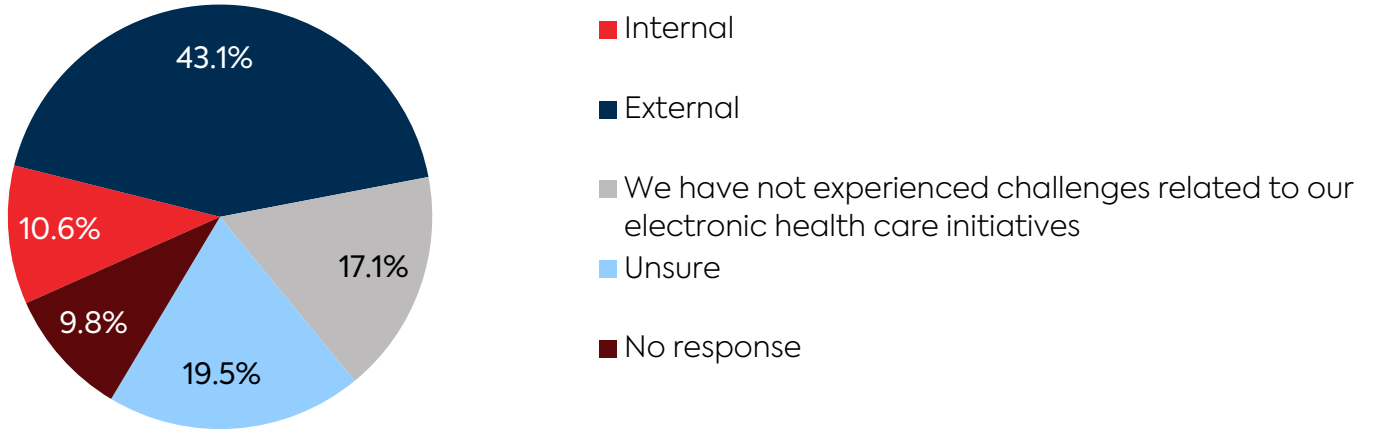 43.1%
10.6%
17.1%
9.8%
19.5%
Internal
External
We have not experienced challenges related to our
electronic health care initiatives
Unsure
No response